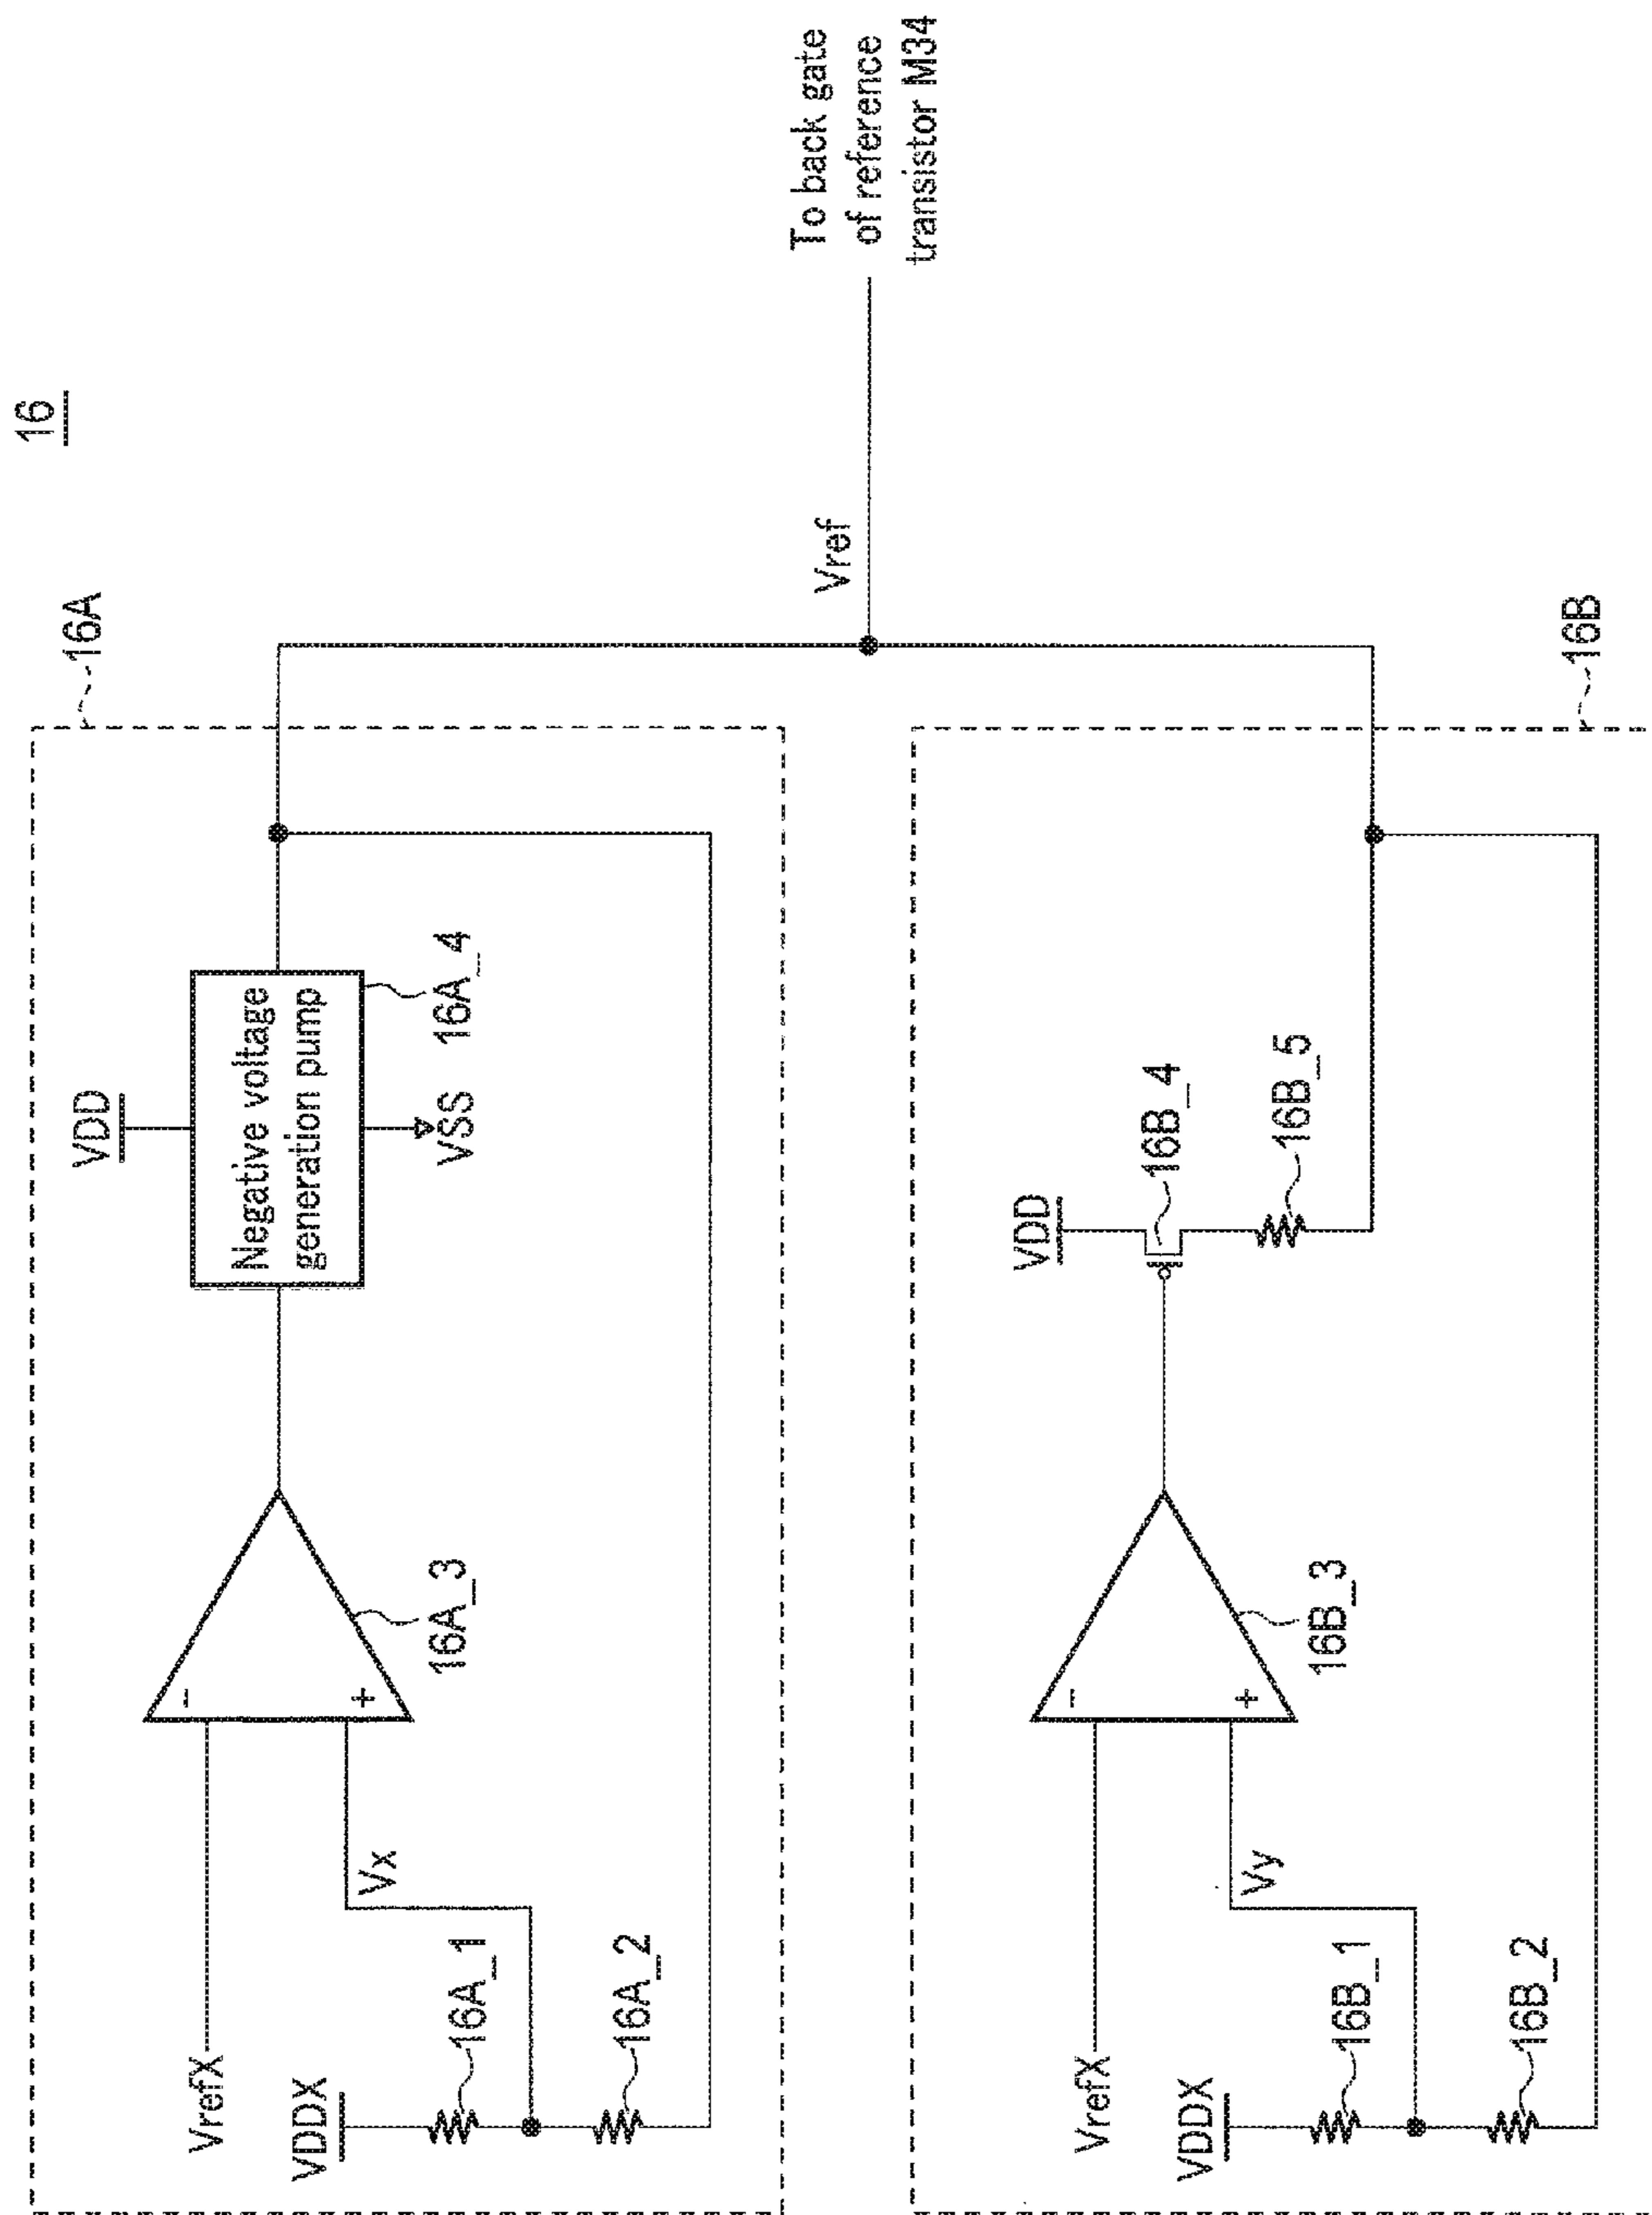 16
16A
VDD
Negative voltage
generation pump
16A_4
VSS
VrefX
−
+
16A_3
Vx
VDDX
16A_1
16A_2
Vref
To back gate
of reference
transistor M34
16B
VDD
16B_4
16B_5
VrefX
−
+
16B_3
Vy
VDDX
16B_1
16B_2